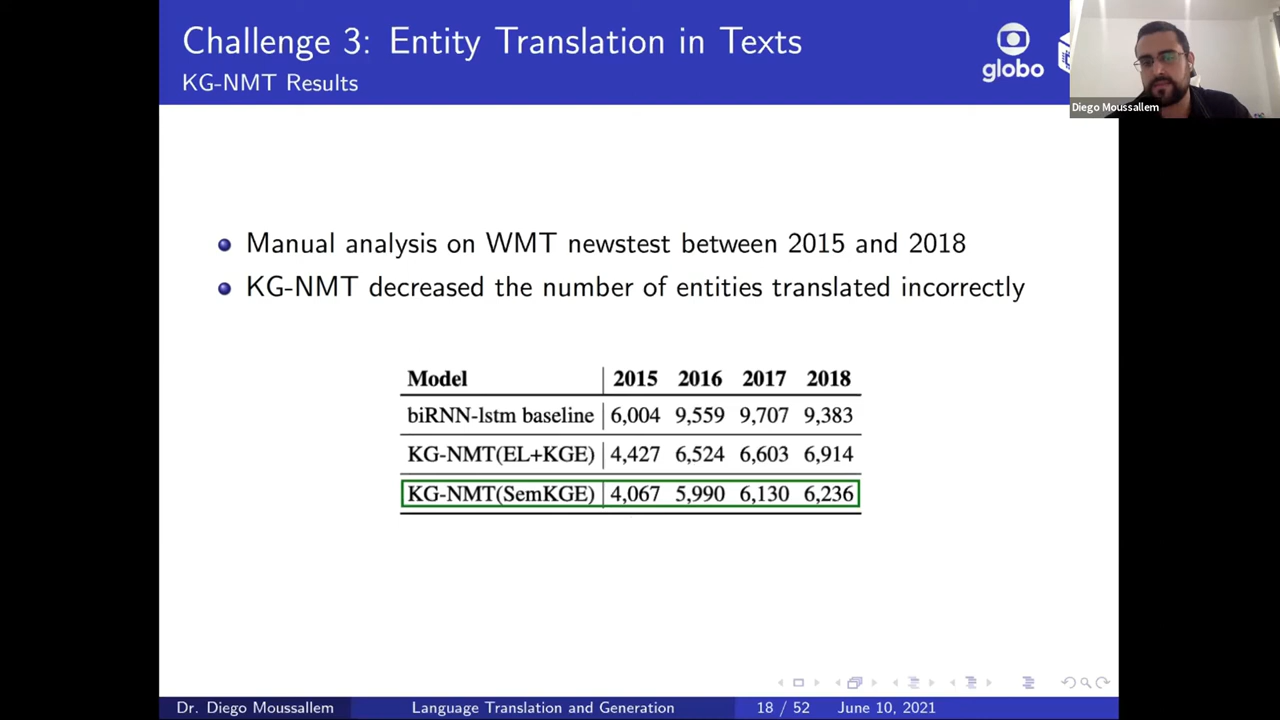 Challenge 3: Entity Translation in Texts
KG-NMT Results
globo
Diego Moussallem
Manual analysis on WMT newstest between 2015 and 2018
KG-NMT decreased the number of entities translated incorrectly
Model 2015 2016 2017 2018
biRNN-lstm baseline 6,004 9,559 9,707 9,383
KG-NMT(EL+KGE) 4,427 6,524 6,603 6,914
KG-NMT(SemKGE) 4,067 5,990 6,130 6,236
Dr. Diego Moussallem Language Translation and Generation 18 / 52 June 10, 2021